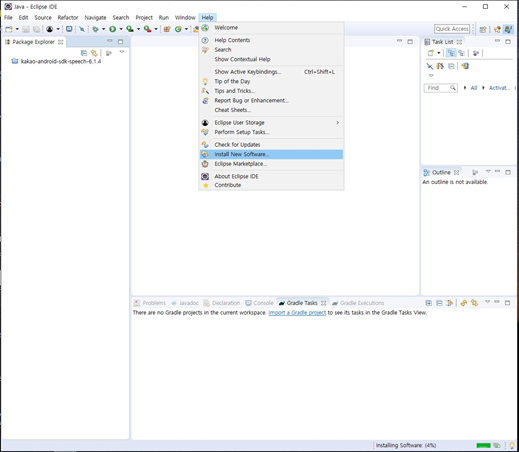 Java - Eclipse IDE
File Edit Source Refactor Navigate Search Project Run Window Help
Quick Access
Package Explorer
kakao-android-sdk-speech-6.1.4
Welcome
Help Contents
Search
Show Contextual Help
Show Active Keybindings... Ctrl+Shift+L
Tip of the Day
Tips and Tricks...
Report Bug or Enhancement...
Cheat Sheets...
Eclipse User Storage
Perform Setup Tasks...
Check for Updates
Install New Software...
Eclipse Marketplace...
About Eclipse IDE
Contribute
Task List
Find All Activat...
Outline
An outline is not available.
Problems Javadoc Declaration Console Gradle Tasks Gradle Executions
There are no Gradle projects in the current workspace. Import a Gradle project to see its tasks in the Gradle Tasks View.
Installing Software: (4%)